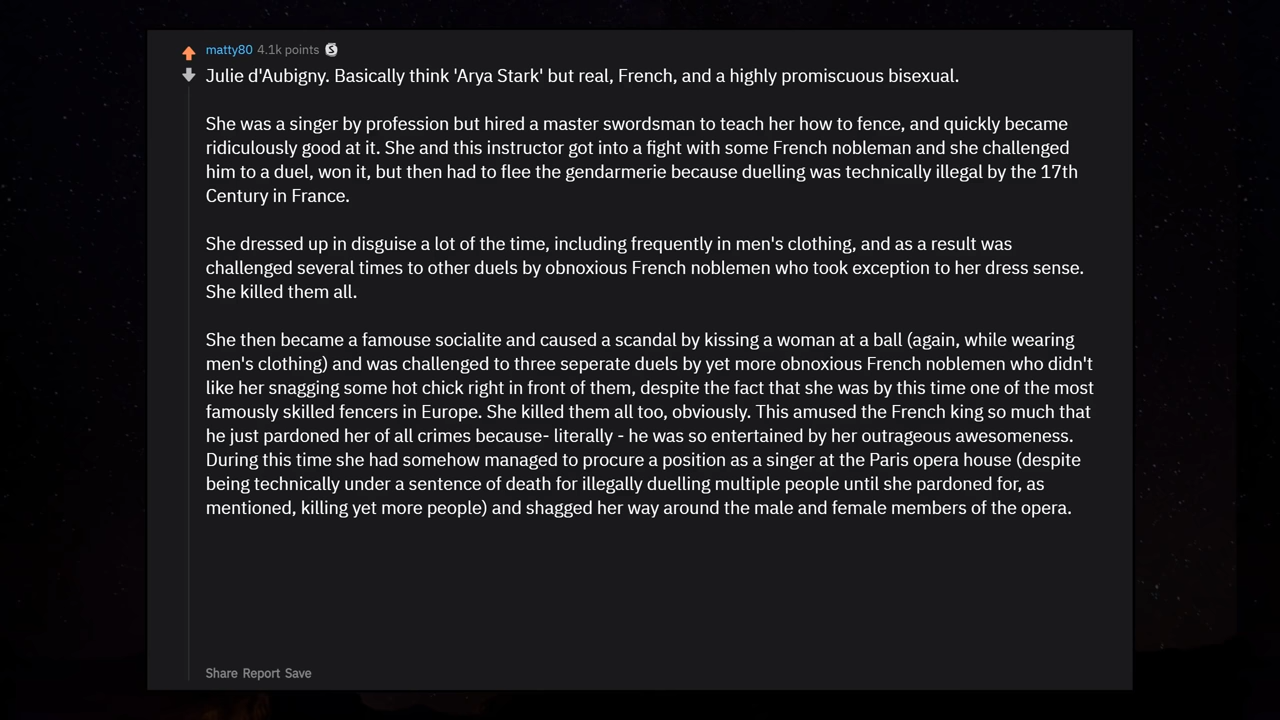 matty80 4.1k points S
Julie d'Aubigny. Basically think 'Arya Stark' but real, French, and a highly promiscuous bisexual.
She was a singer by profession but hired a master swordsman to teach her how to fence, and quickly became
ridiculously good at it. She and this instructor got into a fight with some French nobleman and she challenged
him to a duel, won it, but then had to flee the gendarmerie because duelling was technically illegal by the 17th
Century in France.
She dressed up in disguise a lot of the time, including frequently in men's clothing, and as a result was
challenged several times to other duels by obnoxious French noblemen who took exception to her dress sense.
She killed them all.
She then became a famouse socialite and caused a scandal by kissing a woman at a ball (again, while wearing
men's clothing) and was challenged to three seperate duels by yet more obnoxious French noblemen who didn't
like her snagging some hot chick right in front of them, despite the fact that she was by this time one of the most
famously skilled fencers in Europe. She killed them all too, obviously. This amused the French king so much that
he just pardoned her of all crimes because- literally - he was so entertained by her outrageous awesomeness.
During this time she had somehow managed to procure a position as a singer at the Paris opera house (despite
being technically under a sentence of death for illegally duelling multiple people until she pardoned for, as
mentioned, killing yet more people) and shagged her way around the male and female members of the opera.
Share Report Save